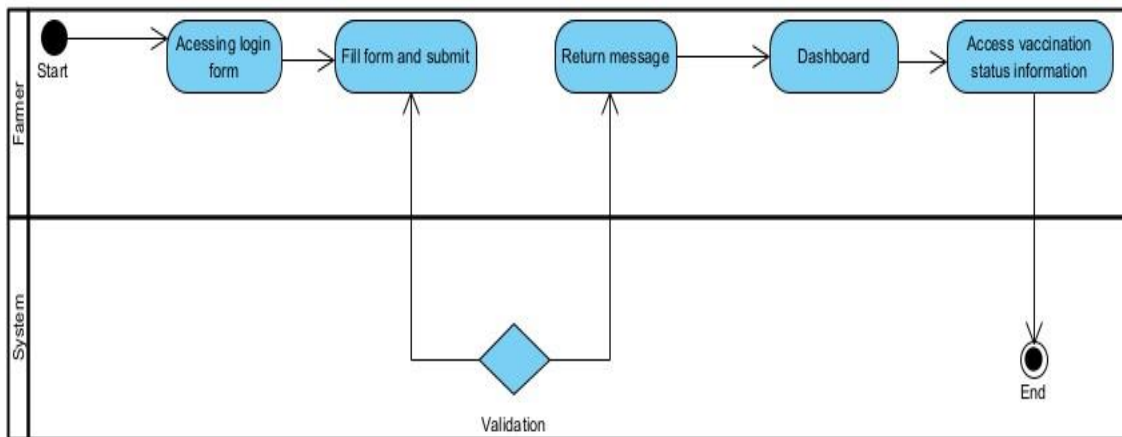 Farmer
Start
Acessing login
form
Fill form and submit
Return message
Dashboard
Access vaccination
status information
System
Validation
End